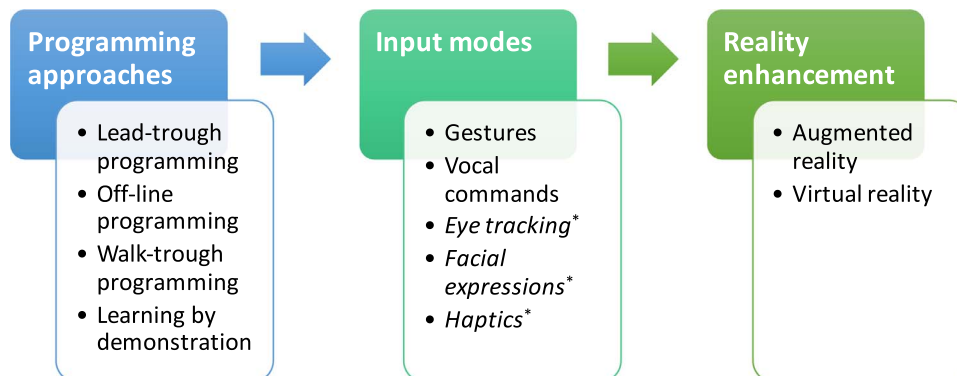 Programming
approaches
• Lead-trough
programming
• Off-line
programming
• Walk-trough
programming
• Learning by
demonstration
Input modes
• Gestures
• Vocal
commands
• Eye tracking*
• Facial
expressions*
• Haptics*
Reality
enhancement
• Augmented
reality
• Virtual reality